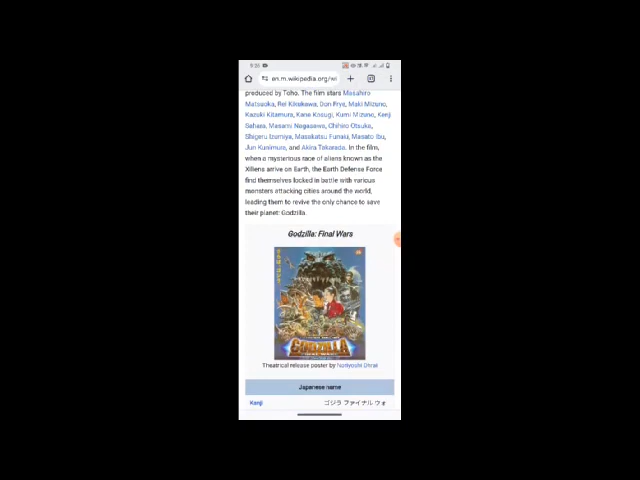 en.m.wikipedia.org/wi
produced by Toho. The film stars Masahiro
Matsuoka, Rei Kikukawa, Don Frye, Maki Mizuno,
Kazuki Kitamura, Kane Kosugi, Kumi Mizuno, Kenji
Sahara, Masami Nagasawa, Chihiro Otsuka,
Shigeru Izumiya, Masakatsu Funaki, Masato Ibu,
Jun Kunimura, and Akira Takarada. In the film,
when a mysterious race of aliens known as the
Xiliens arrive on Earth, the Earth Defense Force
find themselves locked in battle with various
monsters attacking cities around the world,
leading them to revive the only chance to save
their planet: Godzilla.
Godzilla: Final Wars
GODZILLA
Theatrical release poster by Noriyoshi Ohrai
Japanese name
Kanji ゴジラ ファイナル ウォ